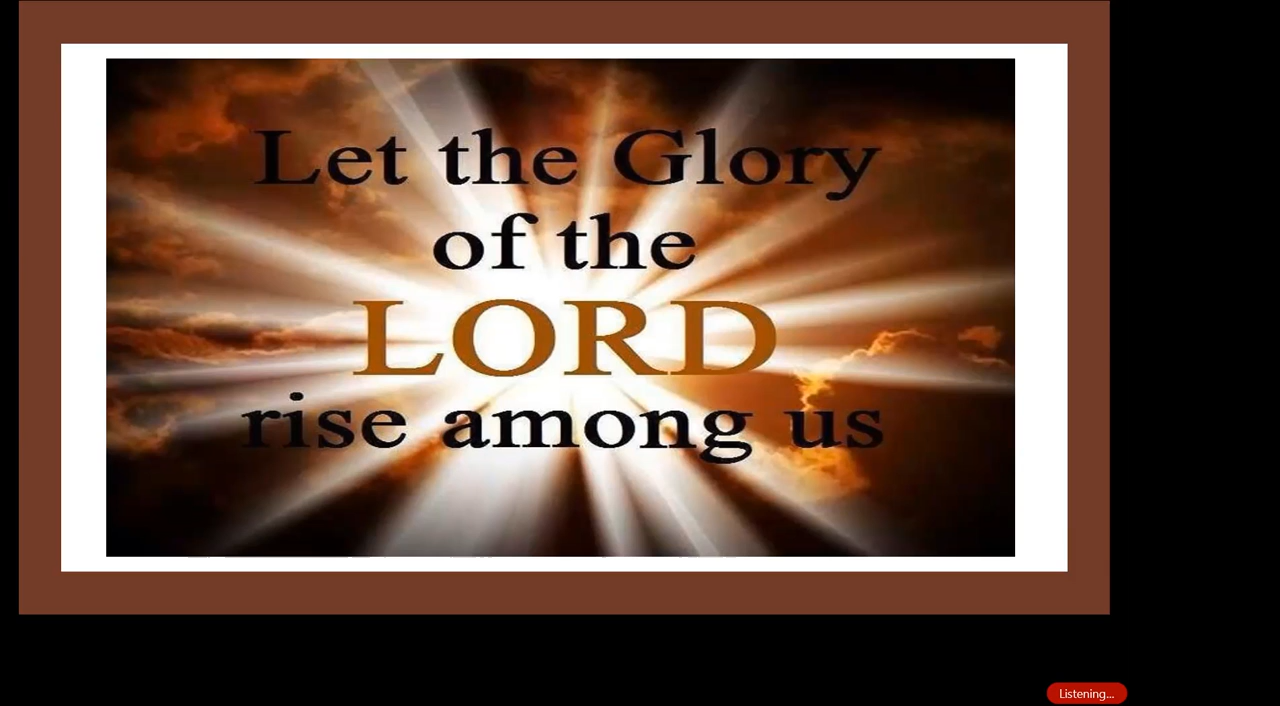 Let the Glory
of the
LORD
rise among us
Listening...